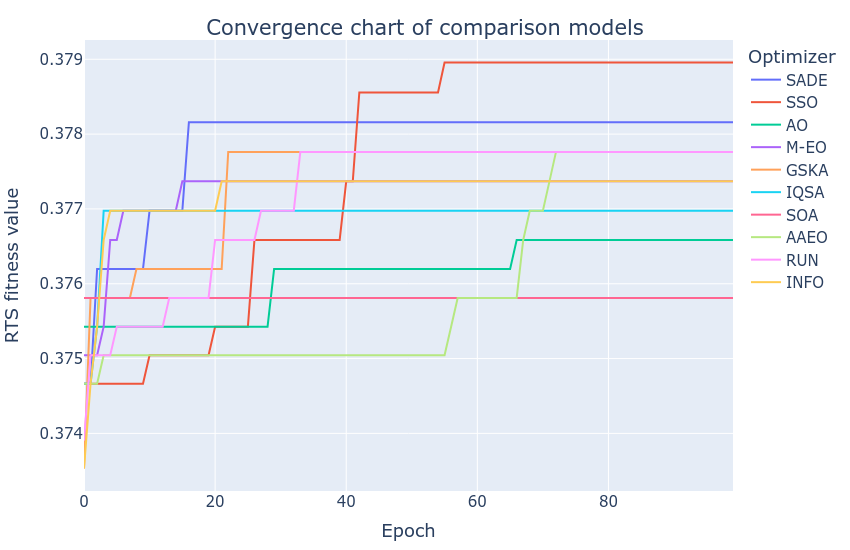 Convergence chart of comparison models
RTS fitness value
0.379
0.378
0.377
0.376
0.375
0.374
0
20
40
60
80
Epoch
Optimizer
SADE
SSO
AO
M-EO
GSKA
IQSA
SOA
AAEO
RUN
INFO